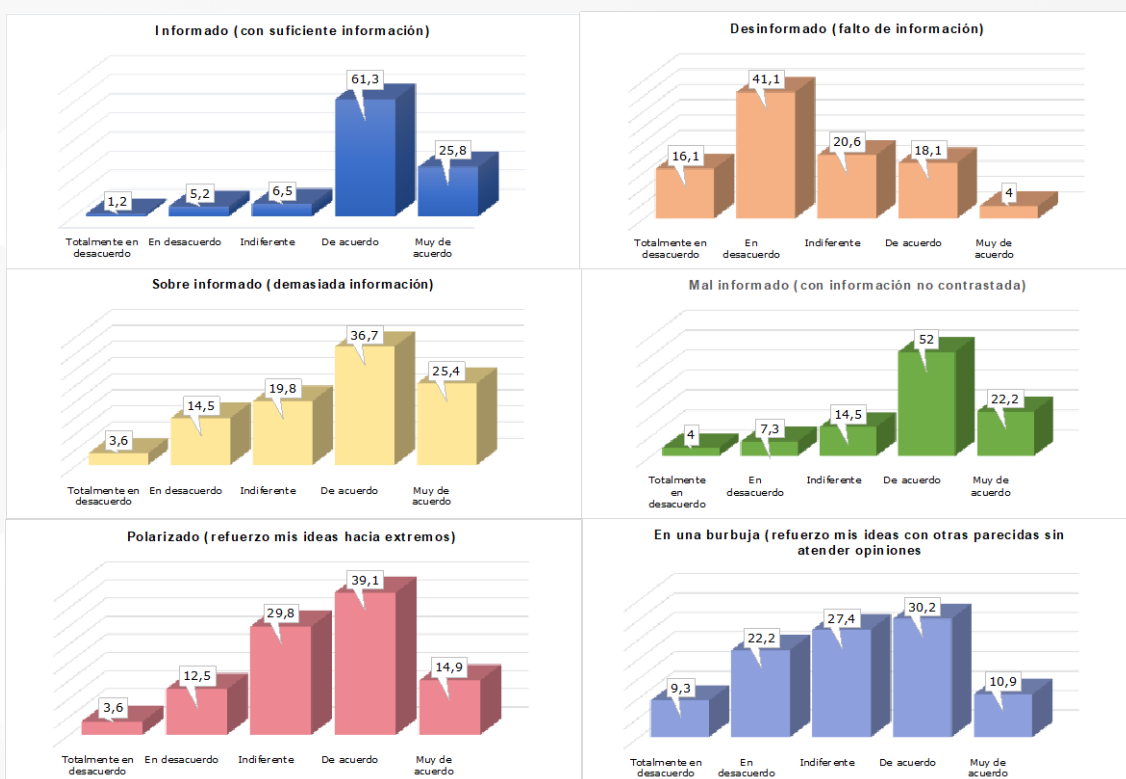 Informado (con suficiente información)
61,3
25,8
6,5
5,2
1,2
Totalmente en
desacuerdo
En desacuerdo
Indiferente
De acuerdo
Muy de
acuerdo
Desinformado (falto de información)
41,1
20,6
18,1
16,1
4
Totalmente en
desacuerdo
En
desacuerdo
Indiferente
De acuerdo
Muy de
acuerdo
Sobre informado (demasiada información)
36,7
25,4
19,8
14,5
3,6
Totalmente en
desacuerdo
En desacuerdo
Indiferente
De acuerdo
Muy de
acuerdo
Mal informado (con información no contrastada)
52
22,2
14,5
7,3
4
Totalmente
en
desacuerdo
En
desacuerdo
Indiferente
De acuerdo
Muy de
acuerdo
Polarizado (refuerzo mis ideas hacia extremos)
39,1
29,8
14,9
12,5
3,6
Totalmente en
desacuerdo
En desacuerdo
Indiferente
De acuerdo
Muy de
acuerdo
En una burbuja (refuerzo mis ideas con otras parecidas sin
atender opiniones
30,2
27,4
22,2
10,9
9,3
Totalmente en
desacuerdo
En
desacuerdo
Indiferente
De acuerdo
Muy de
acuerdo